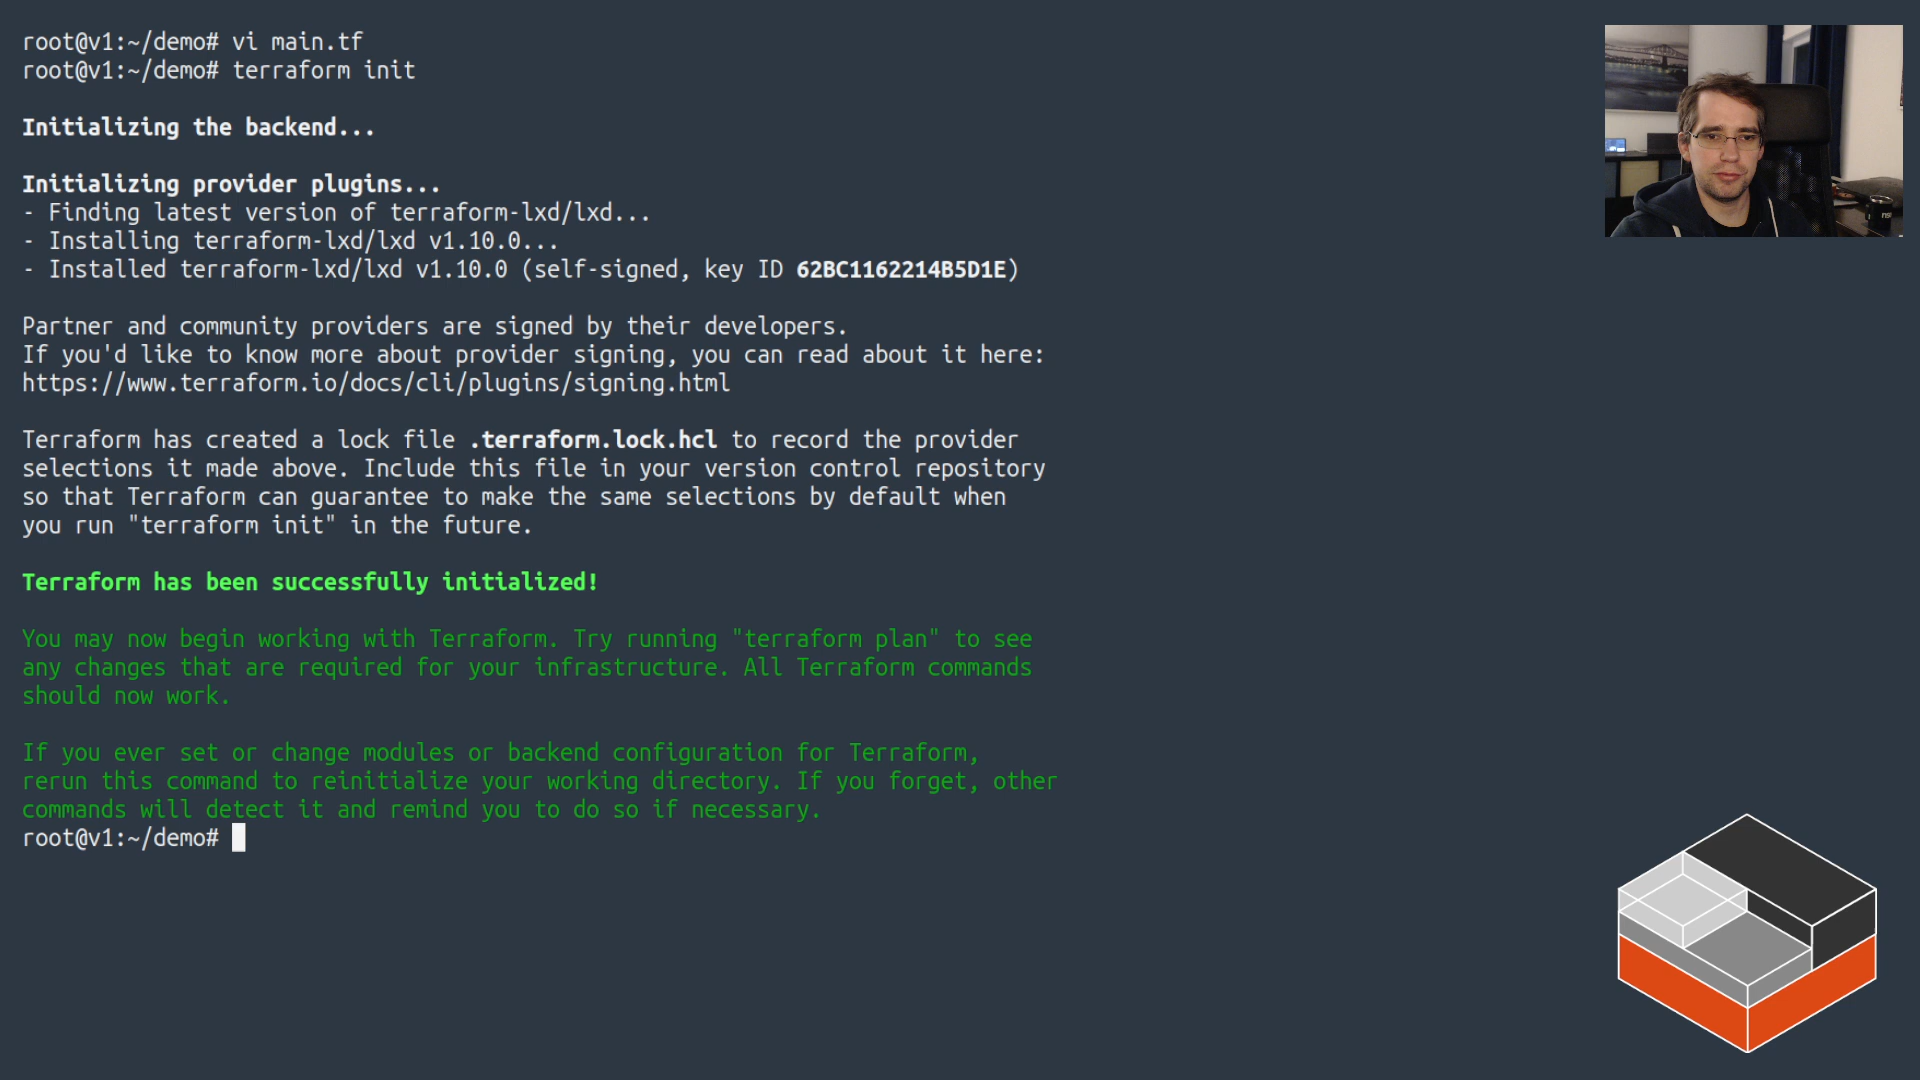 root@v1:~/demo# vi main.tf
root@v1:~/demo# terraform init
Initializing the backend...
Initializing provider plugins...
- Finding latest version of terraform-lxd/lxd...
- Installing terraform-lxd/lxd v1.10.0...
- Installed terraform-lxd/lxd v1.10.0 (self-signed, key ID 62BC1162214B5D1E)
Partner and community providers are signed by their developers.
If you'd like to know more about provider signing, you can read about it here:
https://www.terraform.io/docs/cli/plugins/signing.html
Terraform has created a lock file .terraform.lock.hcl to record the provider
selections it made above. Include this file in your version control repository
so that Terraform can guarantee to make the same selections by default when
you run "terraform init" in the future.
Terraform has been successfully initialized!
You may now begin working with Terraform. Try running "terraform plan" to see
any changes that are required for your infrastructure. All Terraform commands
should now work.
If you ever set or change modules or backend configuration for Terraform,
rerun this command to reinitialize your working directory. If you forget, other
commands will detect it and remind you to do so if necessary.
root@v1:~/demo#